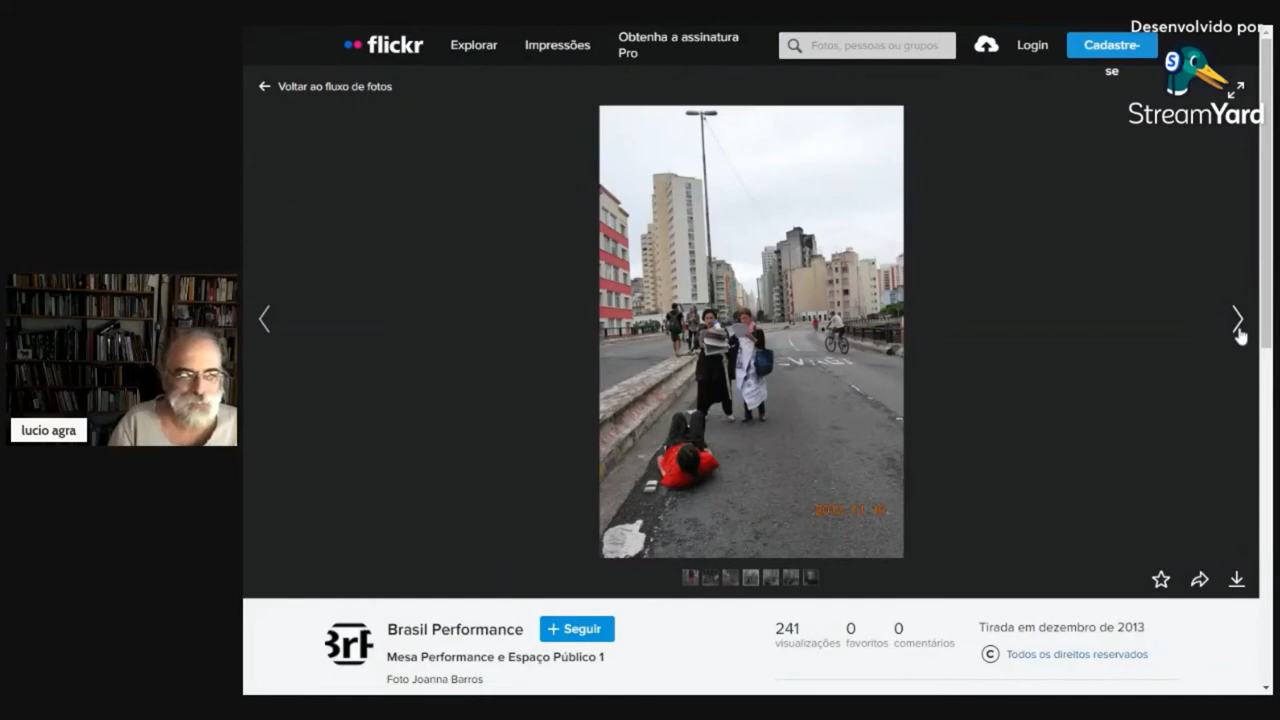 Desenvolvido por
flickr
Explorar
Impressões
Obtenha a assinatura
Pro
Fotos, pessoas ou grupos
Login
Cadastre-
se
StreamYard
Voltar ao fluxo de fotos
lucio agra
BrP
Brasil Performance
+ Seguir
Mesa Performance e Espaço Público 1
Foto Joanna Barros
241
visualizações
0
favoritos
0
comentários
Tirada em dezembro de 2013
Todos os direitos reservados